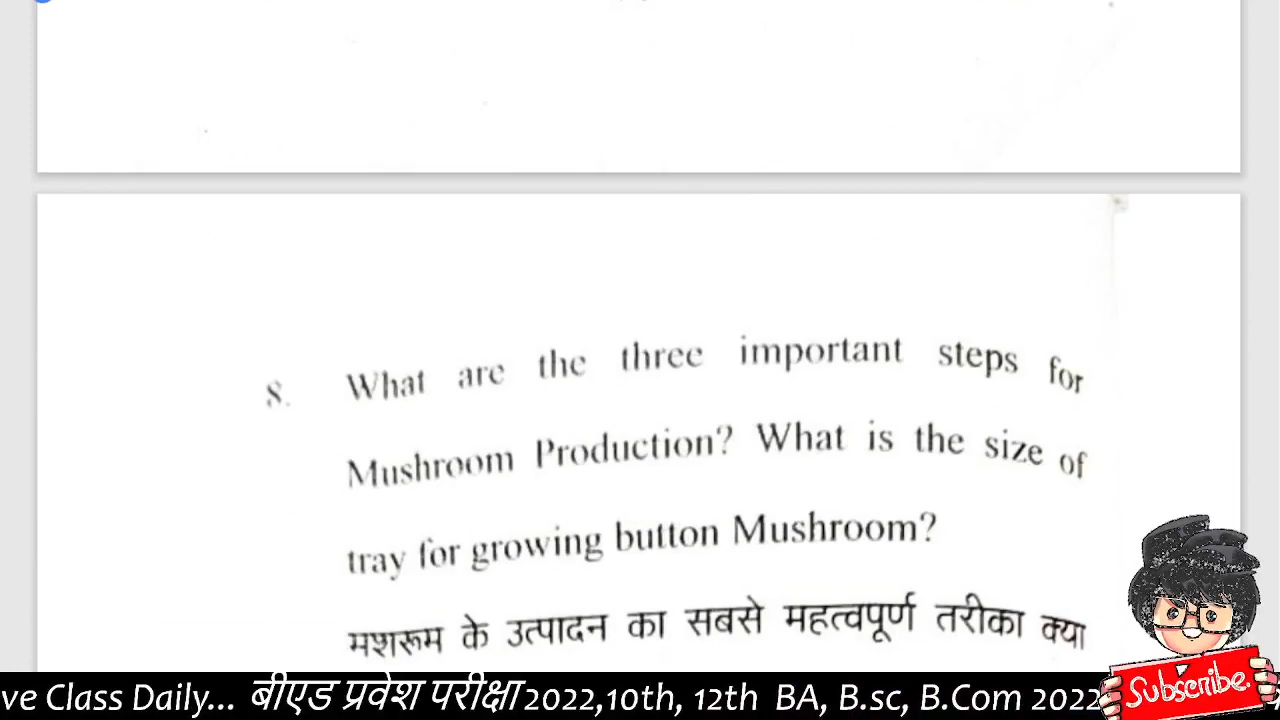 8. What are the three important steps for
Mushroom Production? What is the size of
tray for growing button Mushroom?
मशरूम के उत्पादन का सबसे महत्वपूर्ण तरीका क्या
ve Class Daily... बीएड प्रवेश परीक्षा 2022,10th, 12th BA, B.sc, B.Com 2022
Subscribe.